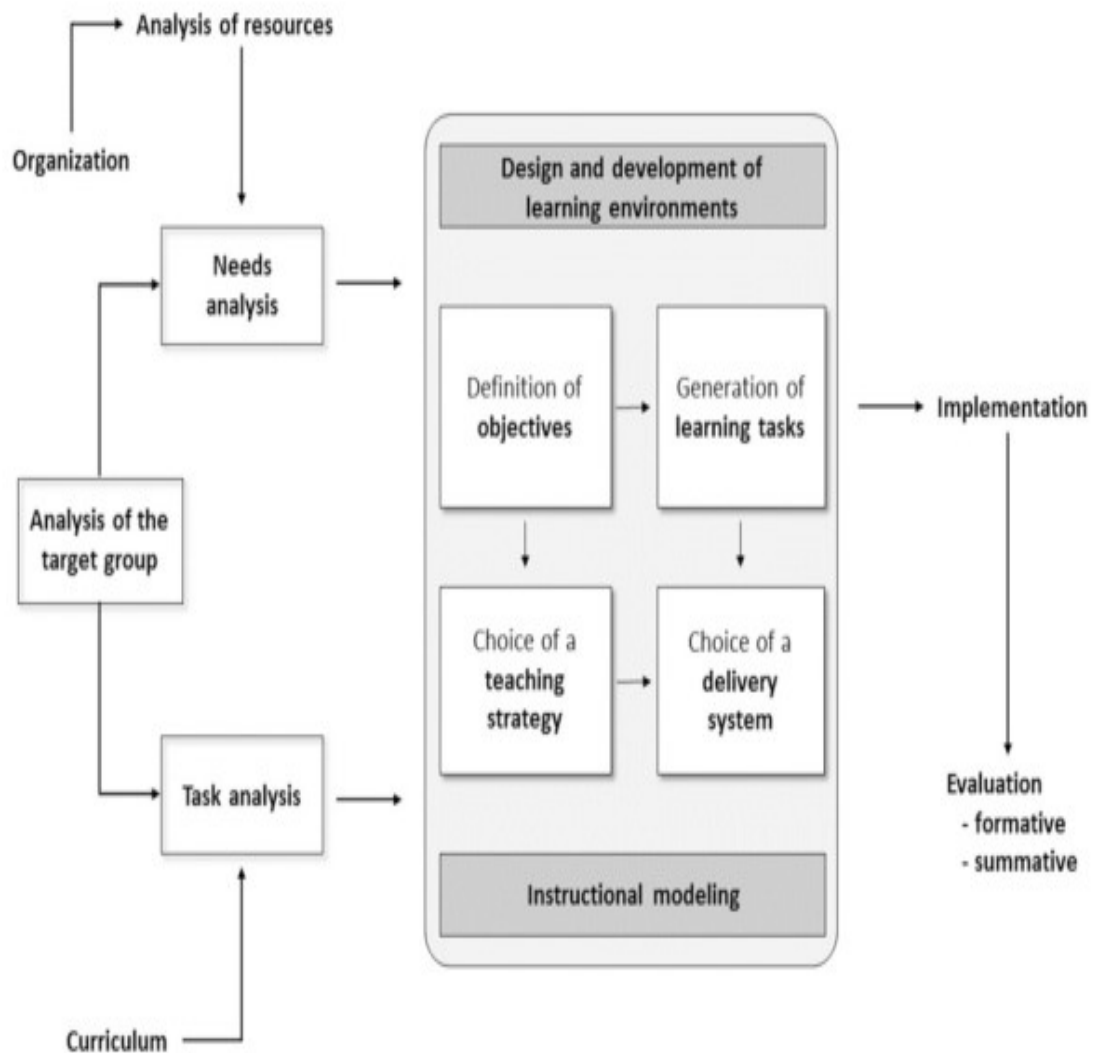 Analysis of resources
Organization
Design and development of
learning environments
Needs
analysis
Definition of
objectives
Generation of
learning tasks
Implementation
Analysis of the
target group
Choice of a
teaching
strategy
Choice of a
delivery
system
Task analysis
Evaluation
- formative
- summative
Instructional modeling
Curriculum